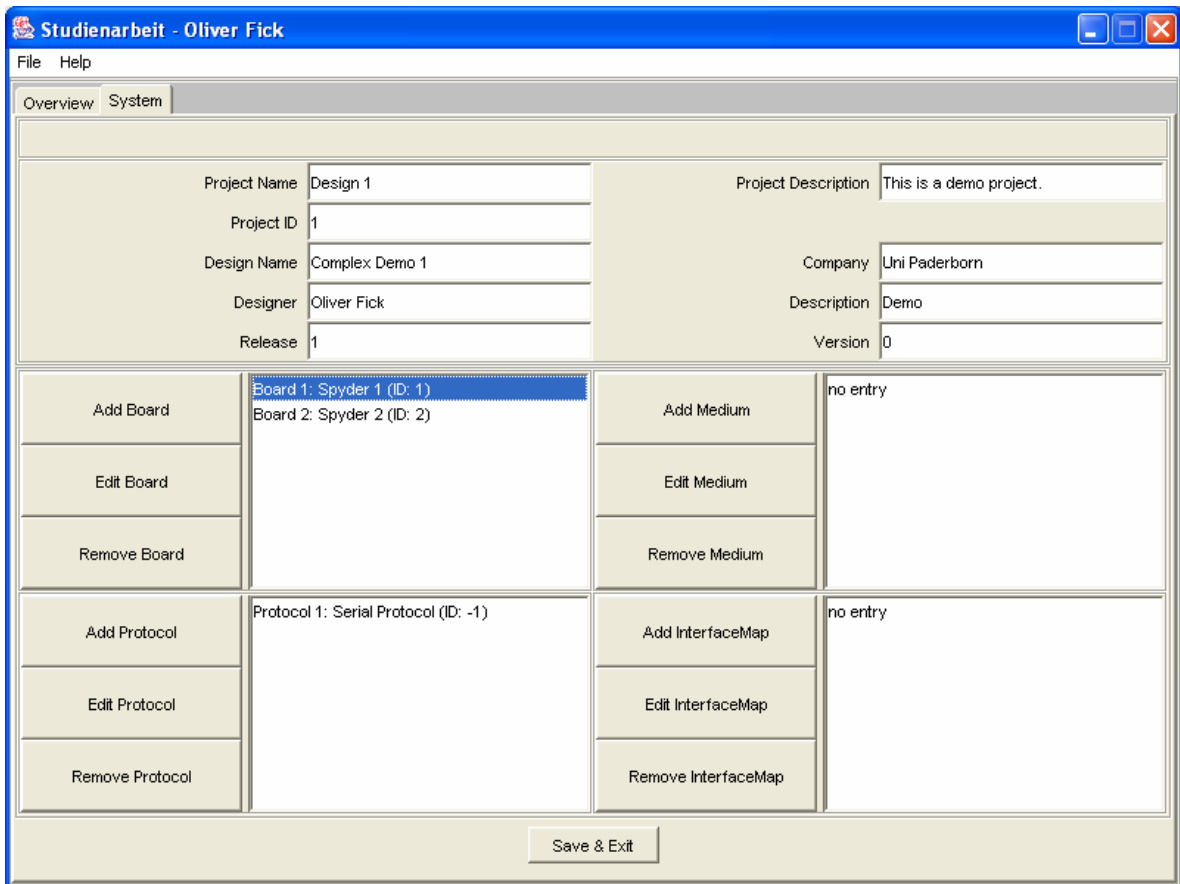 Studienarbeit - Oliver Fick
File Help
Overview System
Project Name Design 1 Project Description This is a demo project.
Project ID 1
Design Name Complex Demo 1 Company Uni Paderborn
Designer Oliver Fick Description Demo
Release 1 Version 0
Add Board
Edit Board
Remove Board
Board 1: Spyder 1 (ID: 1)
Board 2: Spyder 2 (ID: 2)
Add Medium
Edit Medium
Remove Medium
no entry
Add Protocol
Edit Protocol
Remove Protocol
Protocol 1: Serial Protocol (ID: -1)
Add InterfaceMap
Edit InterfaceMap
Remove InterfaceMap
no entry
Save & Exit